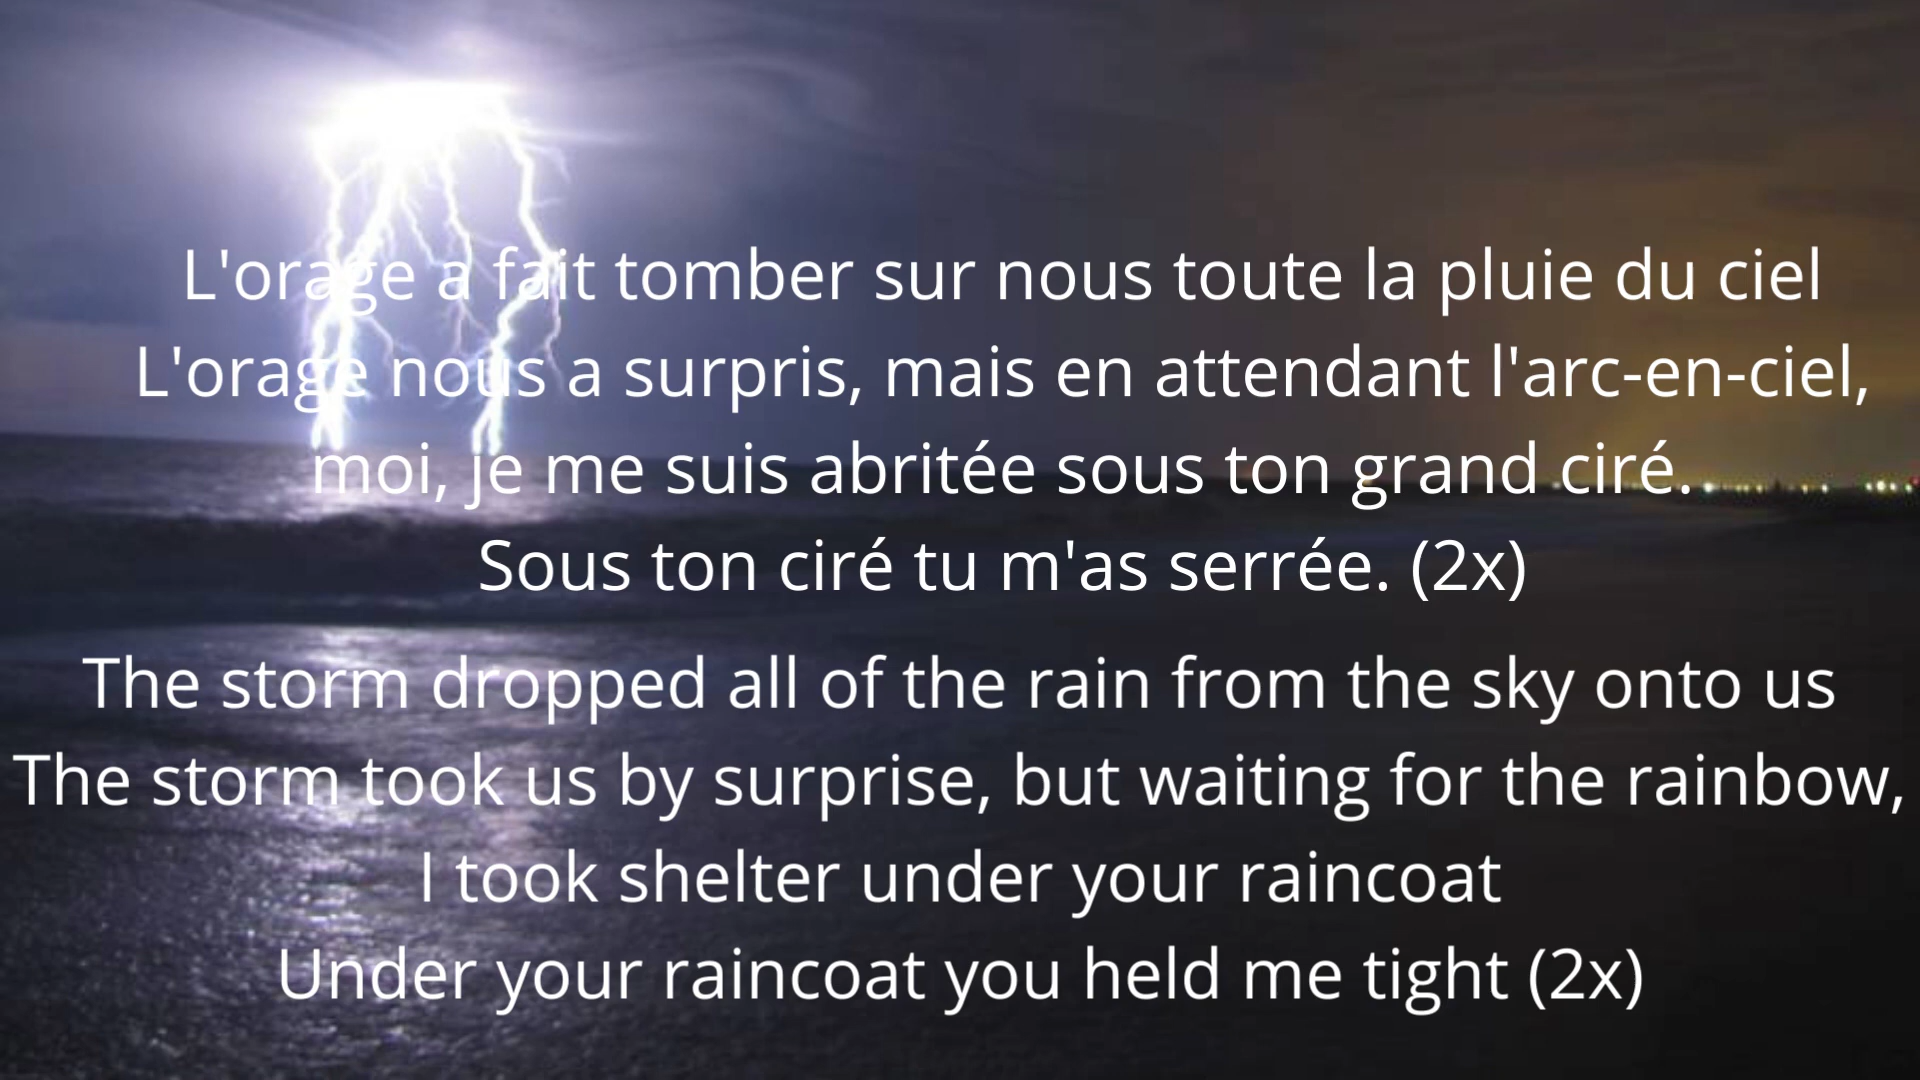 L'orage a fait tomber sur nous toute la pluie du ciel
L'orage nous a surpris, mais en attendant l'arc-en-ciel,
moi, je me suis abritée sous ton grand ciré.
Sous ton ciré tu m'as serrée. (2x)
The storm dropped all of the rain from the sky onto us
The storm took us by surprise, but waiting for the rainbow,
I took shelter under your raincoat
Under your raincoat you held me tight (2x)